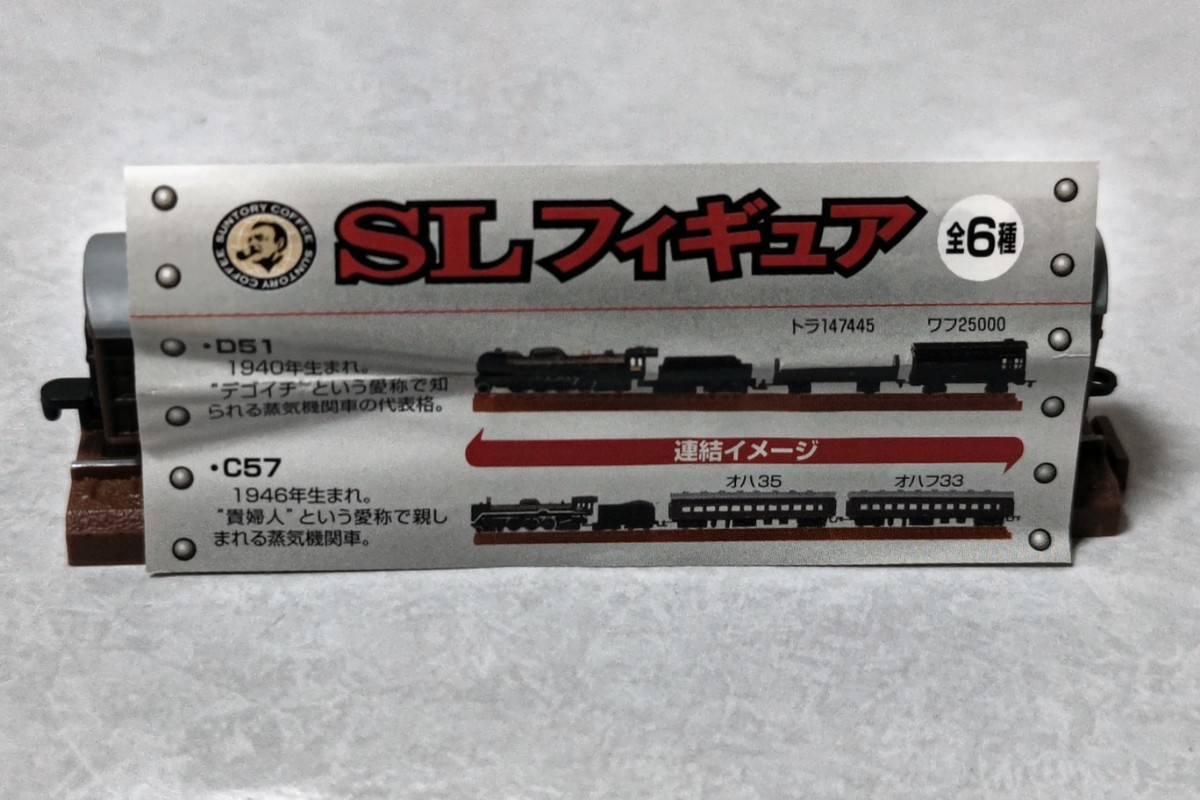 SUNTORY COFFEE SUNTORY COFFEE
SLフィギュア
全6種
トラ147445 ワフ25000
・D51
1940年生まれ。
"デゴイチ"という愛称で知
られる蒸気機関車の代表格。
連結イメージ
・C57
1946年生まれ。
"貴婦人"という愛称で親し
まれる蒸気機関車。
オハ35 オハフ33